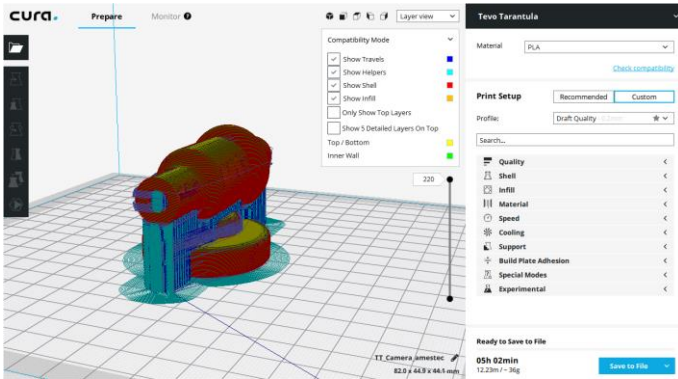 cura.
Prepare
Monitor
Layer view
Compatibility Mode
Show Travels
Show Helpers
Show Shell
Show Infill
Only Show Top Layers
Show 5 Detailed Layers On Top
Top / Bottom
Inner Wall
220
TT_Camera_amestec
82.0 x 44.9 x 44.1 mm
Tevo Tarantula
Material
PLA
Check compatibility
Print Setup
Recommended
Custom
Profile:
Draft Quality 0.2mm
Search...
Quality
Shell
Infill
Material
Speed
Cooling
Support
Build Plate Adhesion
Special Modes
Experimental
Ready to Save to File
05h 02min
12.23m / ~ 36g
Save to File